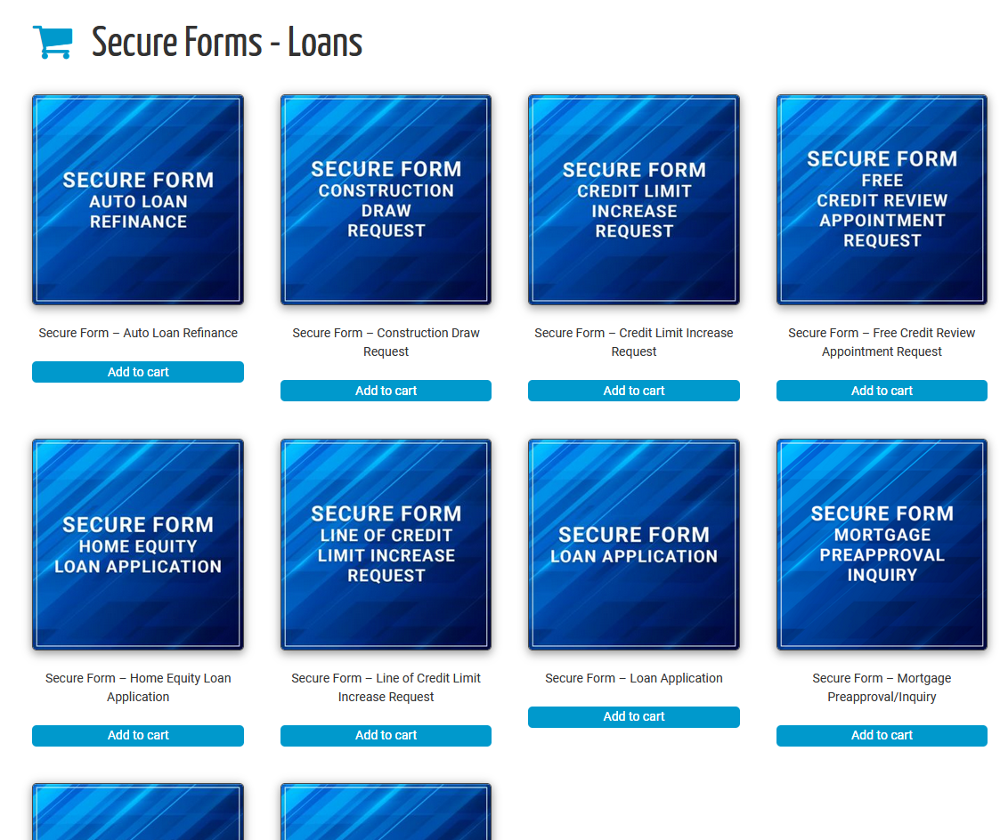 Secure Forms - Loans
SECURE FORM
AUTO LOAN
REFINANCE
SECURE FORM
CONSTRUCTION
DRAW
REQUEST
SECURE FORM
CREDIT LIMIT
INCREASE
REQUEST
SECURE FORM
FREE
CREDIT REVIEW
APPOINTMENT
REQUEST
Secure Form – Auto Loan Refinance
Add to cart
Secure Form – Construction Draw
Request
Add to cart
Secure Form – Credit Limit Increase
Request
Add to cart
Secure Form – Free Credit Review
Appointment Request
Add to cart
SECURE FORM
HOME EQUITY
LOAN APPLICATION
SECURE FORM
LINE OF CREDIT
LIMIT INCREASE
REQUEST
SECURE FORM
LOAN APPLICATION
SECURE FORM
MORTGAGE
PREAPPROVAL
INQUIRY
Secure Form – Home Equity Loan
Application
Add to cart
Secure Form – Line of Credit Limit
Increase Request
Add to cart
Secure Form – Loan Application
Add to cart
Secure Form – Mortgage
Preapproval/Inquiry
Add to cart